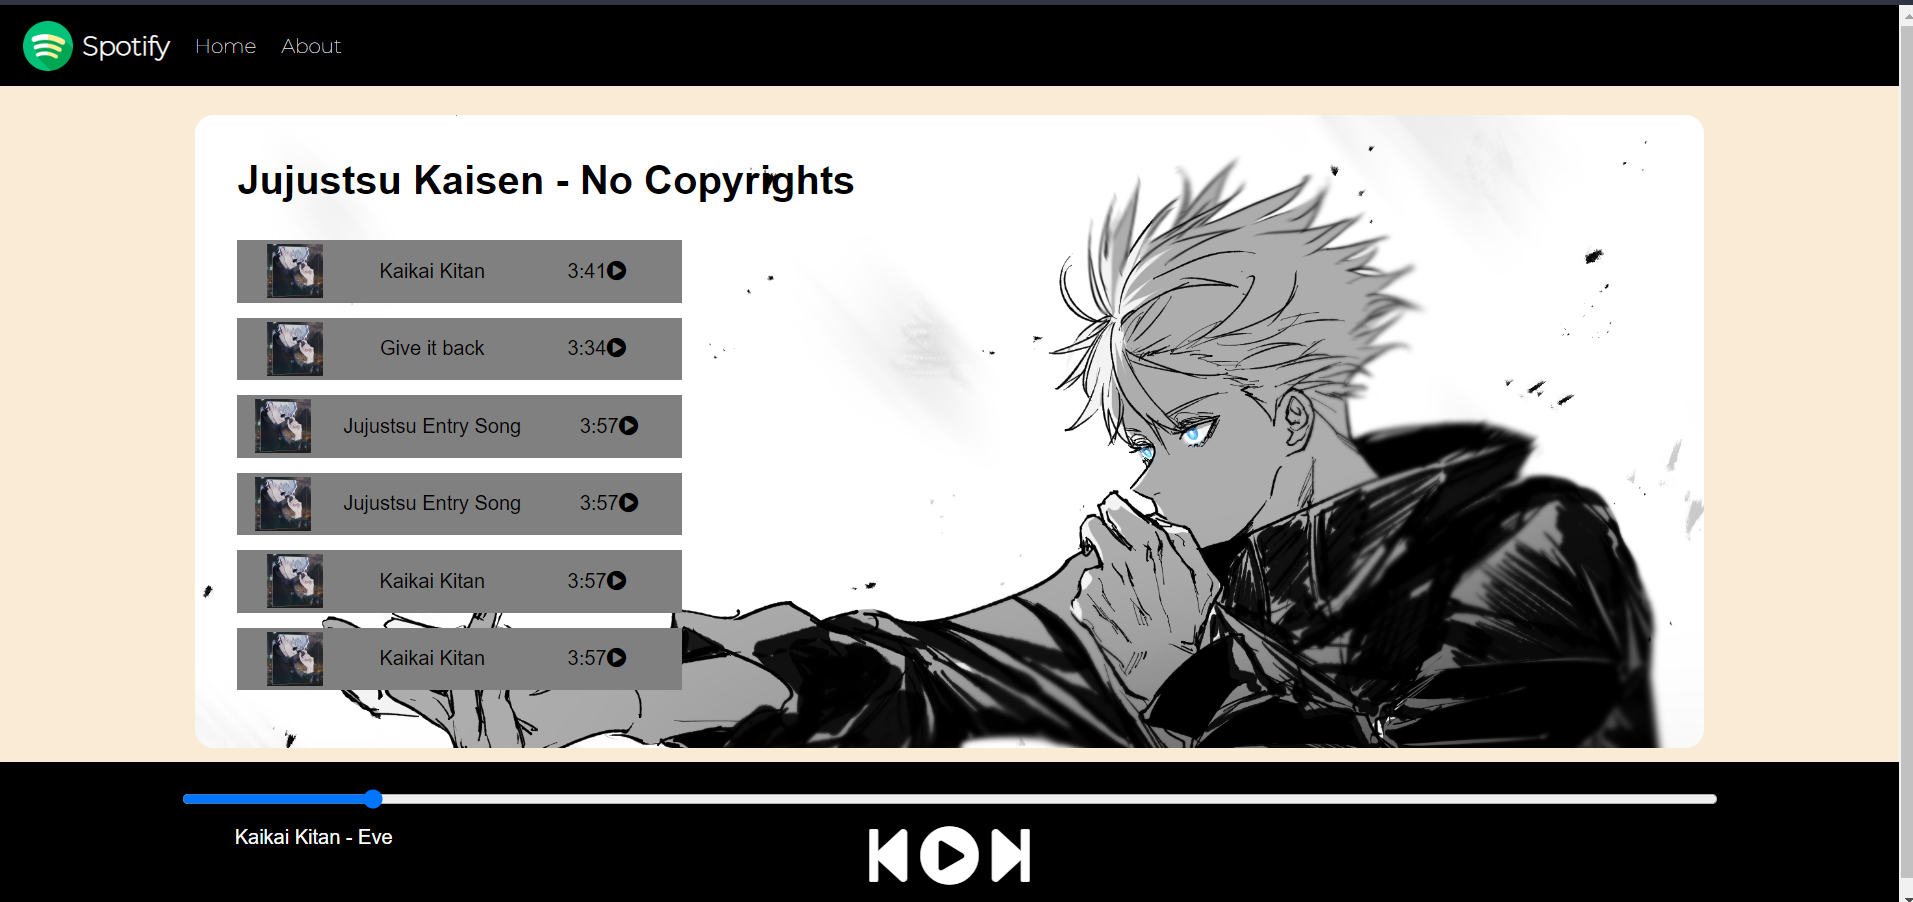 Spotify Home About
Jujustsu Kaisen - No Copyrights
Kaikai Kitan 3:41
Give it back 3:34
Jujustsu Entry Song 3:57
Jujustsu Entry Song 3:57
Kaikai Kitan 3:57
Kaikai Kitan 3:57
Kaikai Kitan - Eve